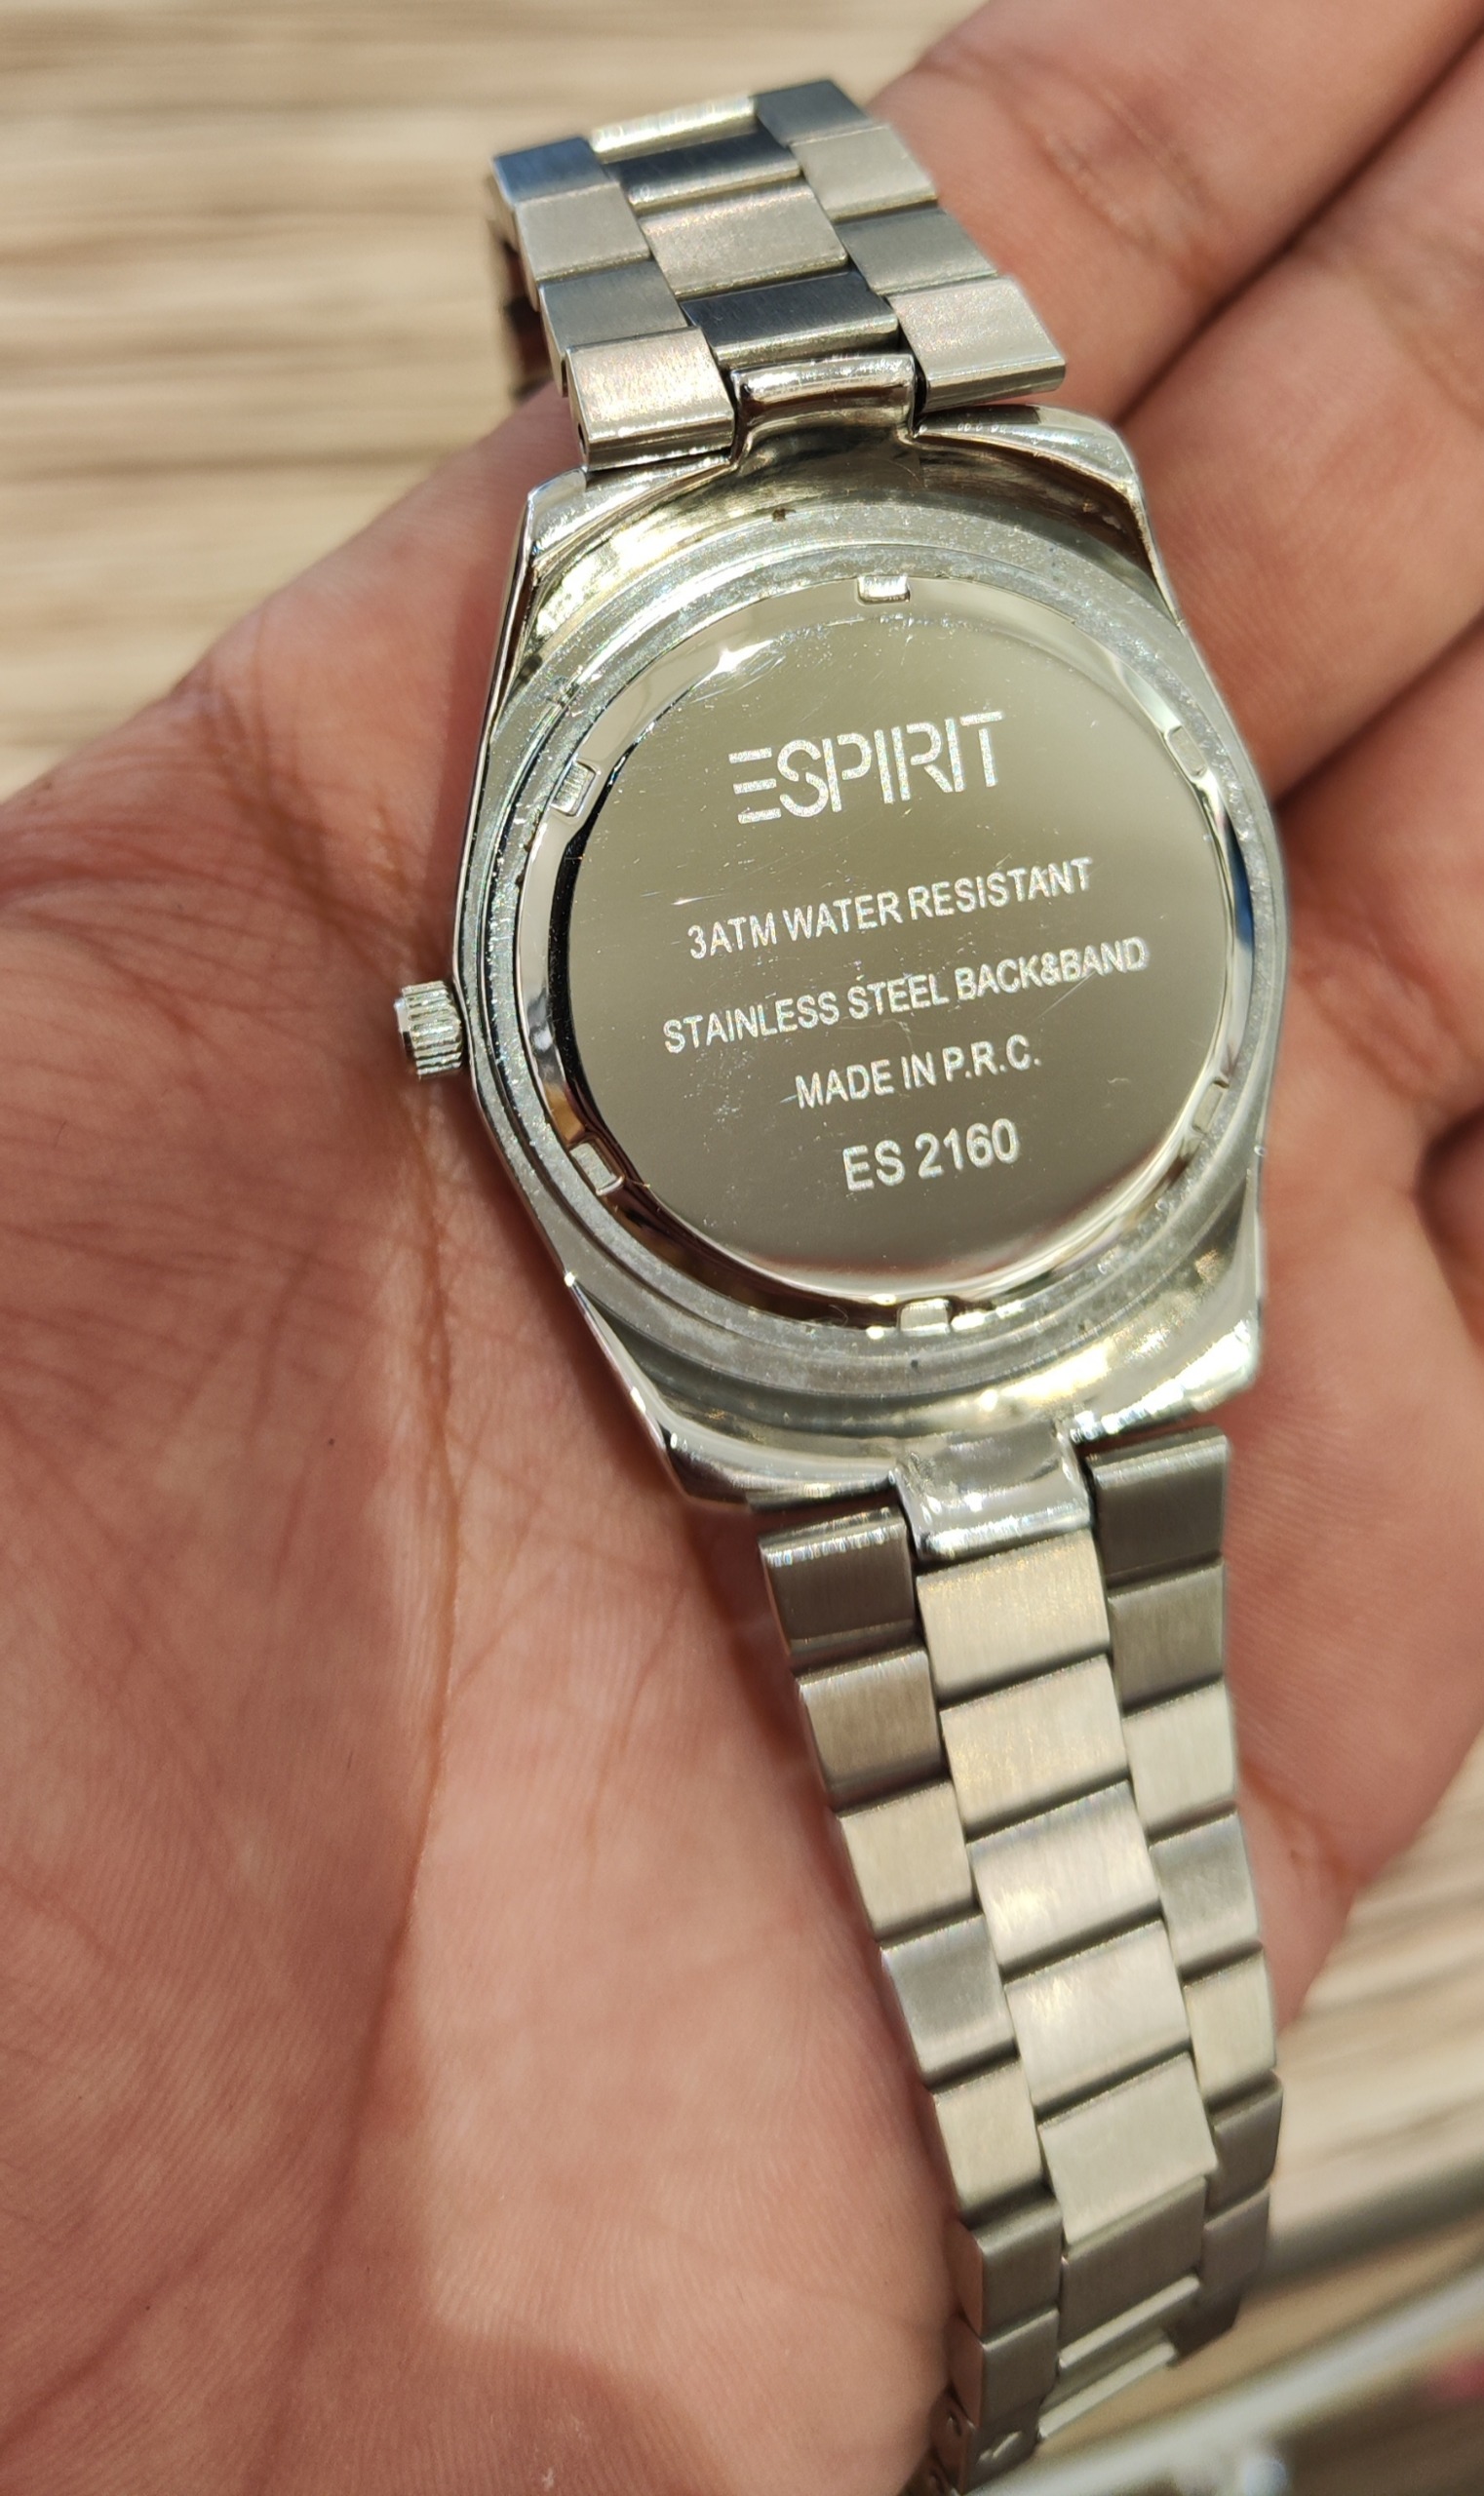 ESPIRIT
3ATM WATER RESISTANT
STAINLESS STEEL BACK&BAND
MADE IN P.R.C.
ES 2160